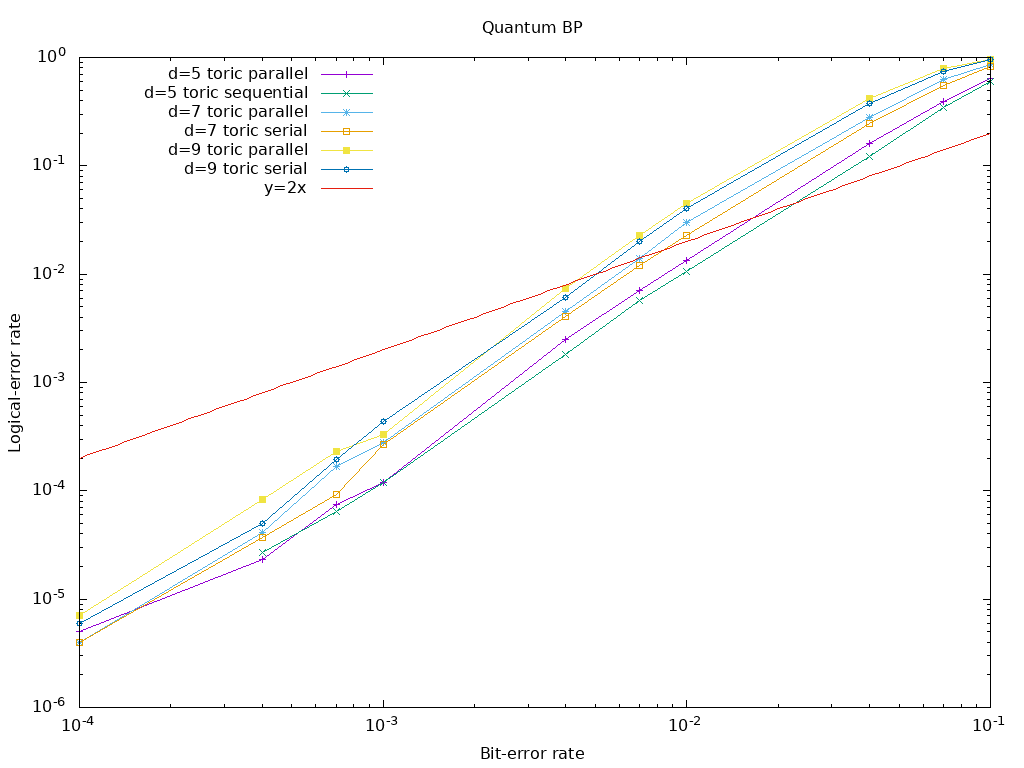 Quantum BP
10^0
10^-1
10^-2
10^-3
10^-4
10^-5
10^-6
Logical-error rate
d=5 toric parallel
d=5 toric sequential
d=7 toric parallel
d=7 toric serial
d=9 toric parallel
d=9 toric serial
y=2x
10^-4 10^-3 10^-2 10^-1
Bit-error rate